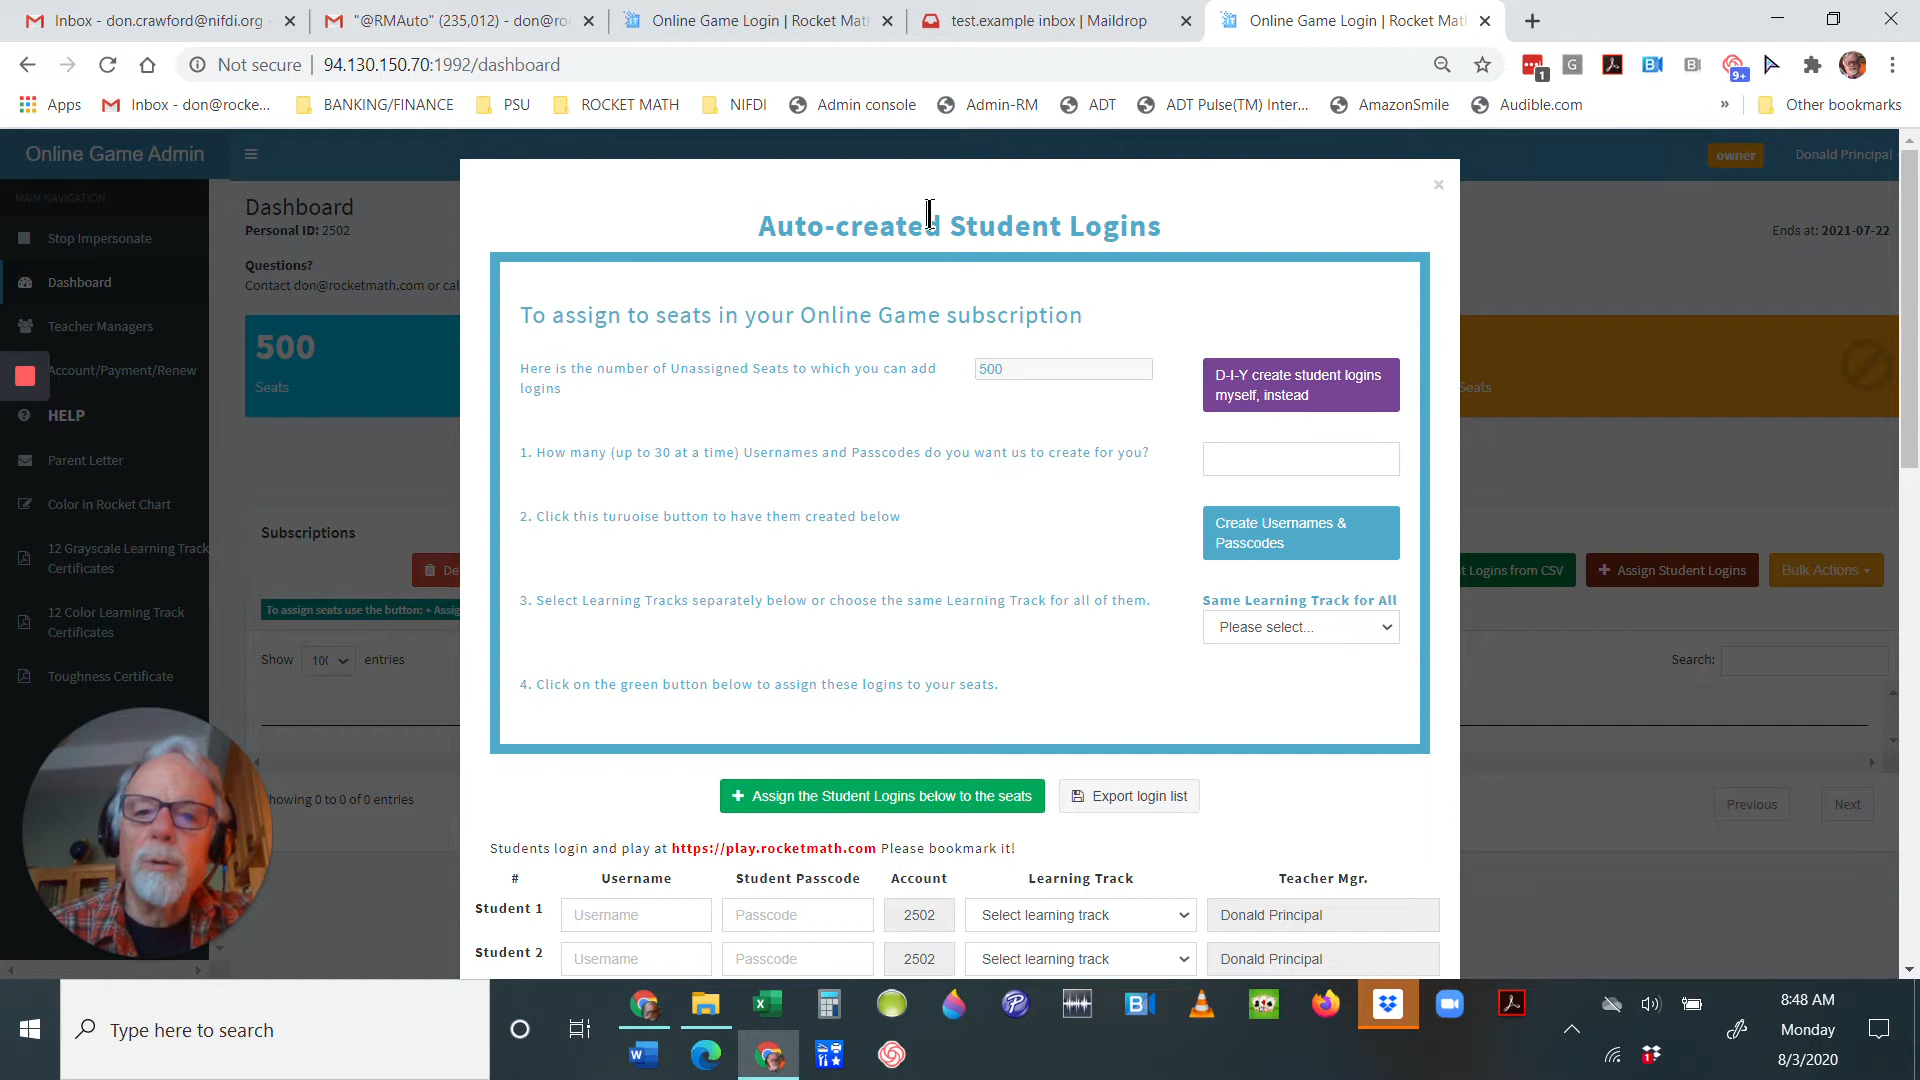 Inbox - don.crawford@nifdi.org
"@RMAuto" (235,012) - don@ro
Online Game Login | Rocket Mat
test.example inbox | Maildrop
Online Game Login | Rocket Mat
Not secure
94.130.150.70:1992/dashboard
1
9+
Apps
Inbox - don@rocke...
BANKING/FINANCE
PSU
ROCKET MATH
NIFDI
Admin console
Admin-RM
ADT
ADT Pulse(TM) Inter...
AmazonSmile
Audible.com
»
Other bookmarks
Online Game Admin
owner
Donald Principal
MAIN NAVIGATION
Stop Impersonate
Dashboard
Teacher Managers
Account/Payment/Renew
HELP
Parent Letter
Color in Rocket Chart
12 Grayscale Learning Track
Certificates
12 Color Learning Track
Certificates
Toughness Certificate
Dashboard
Personal ID: 2502
Ends at: 2021-07-22
Questions?
Contact don@rocketmath.com or cal
500
Seats
Seats
Subscriptions
De
t Logins from CSV
+ Assign Student Logins
Bulk Actions
To assign seats use the button: + Assig
Show
100
entries
Search:
howing 0 to 0 of 0 entries
Previous
Next
×
Auto-created Student Logins
To assign to seats in your Online Game subscription
Here is the number of Unassigned Seats to which you can add
logins
500
D-I-Y create student logins
myself, instead
1. How many (up to 30 at a time) Usernames and Passcodes do you want us to create for you?
2. Click this turuoise button to have them created below
Create Usernames &
Passcodes
3. Select Learning Tracks separately below or choose the same Learning Track for all of them.
Same Learning Track for All
Please select...
4. Click on the green button below to assign these logins to your seats.
+ Assign the Student Logins below to the seats
Export login list
Students login and play at https://play.rocketmath.com Please bookmark it!
# Username Student Passcode Account Learning Track Teacher Mgr.
Student 1 Username Passcode 2502 Select learning track Donald Principal
Student 2 Username Passcode 2502 Select learning track Donald Principal
Type here to search
8:48 AM
Monday
8/3/2020